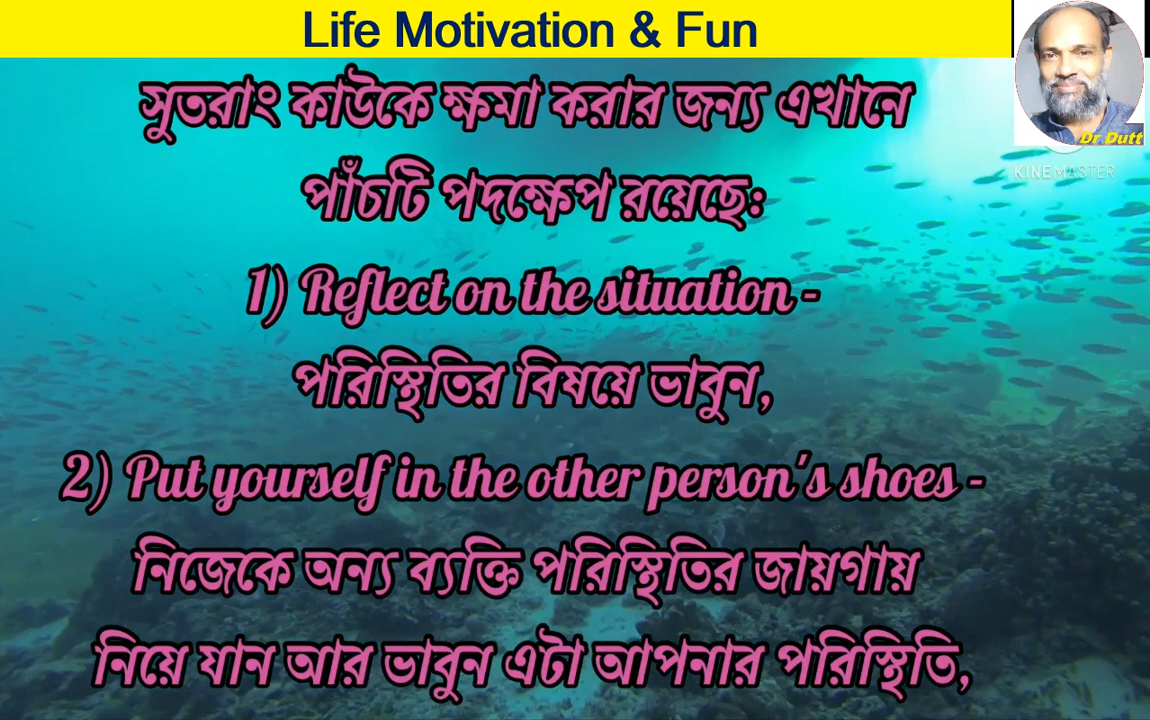 Life Motivation & Fun
Dr Dutt
KINEMASTER
সুতরাং কাউকে ক্ষমা করার জন্য এখানে
পাঁচটি পদক্ষেপ রয়েছে:
1) Reflect on the situation -
পরিস্থিতির বিষয়ে ভাবুন,
2) Put yourself in the other person's shoes -
নিজেকে অন্য ব্যক্তি পরিস্থিতির জায়গায়
নিয়ে যান আর ভাবুন এটা আপনার পরিস্থিতি,